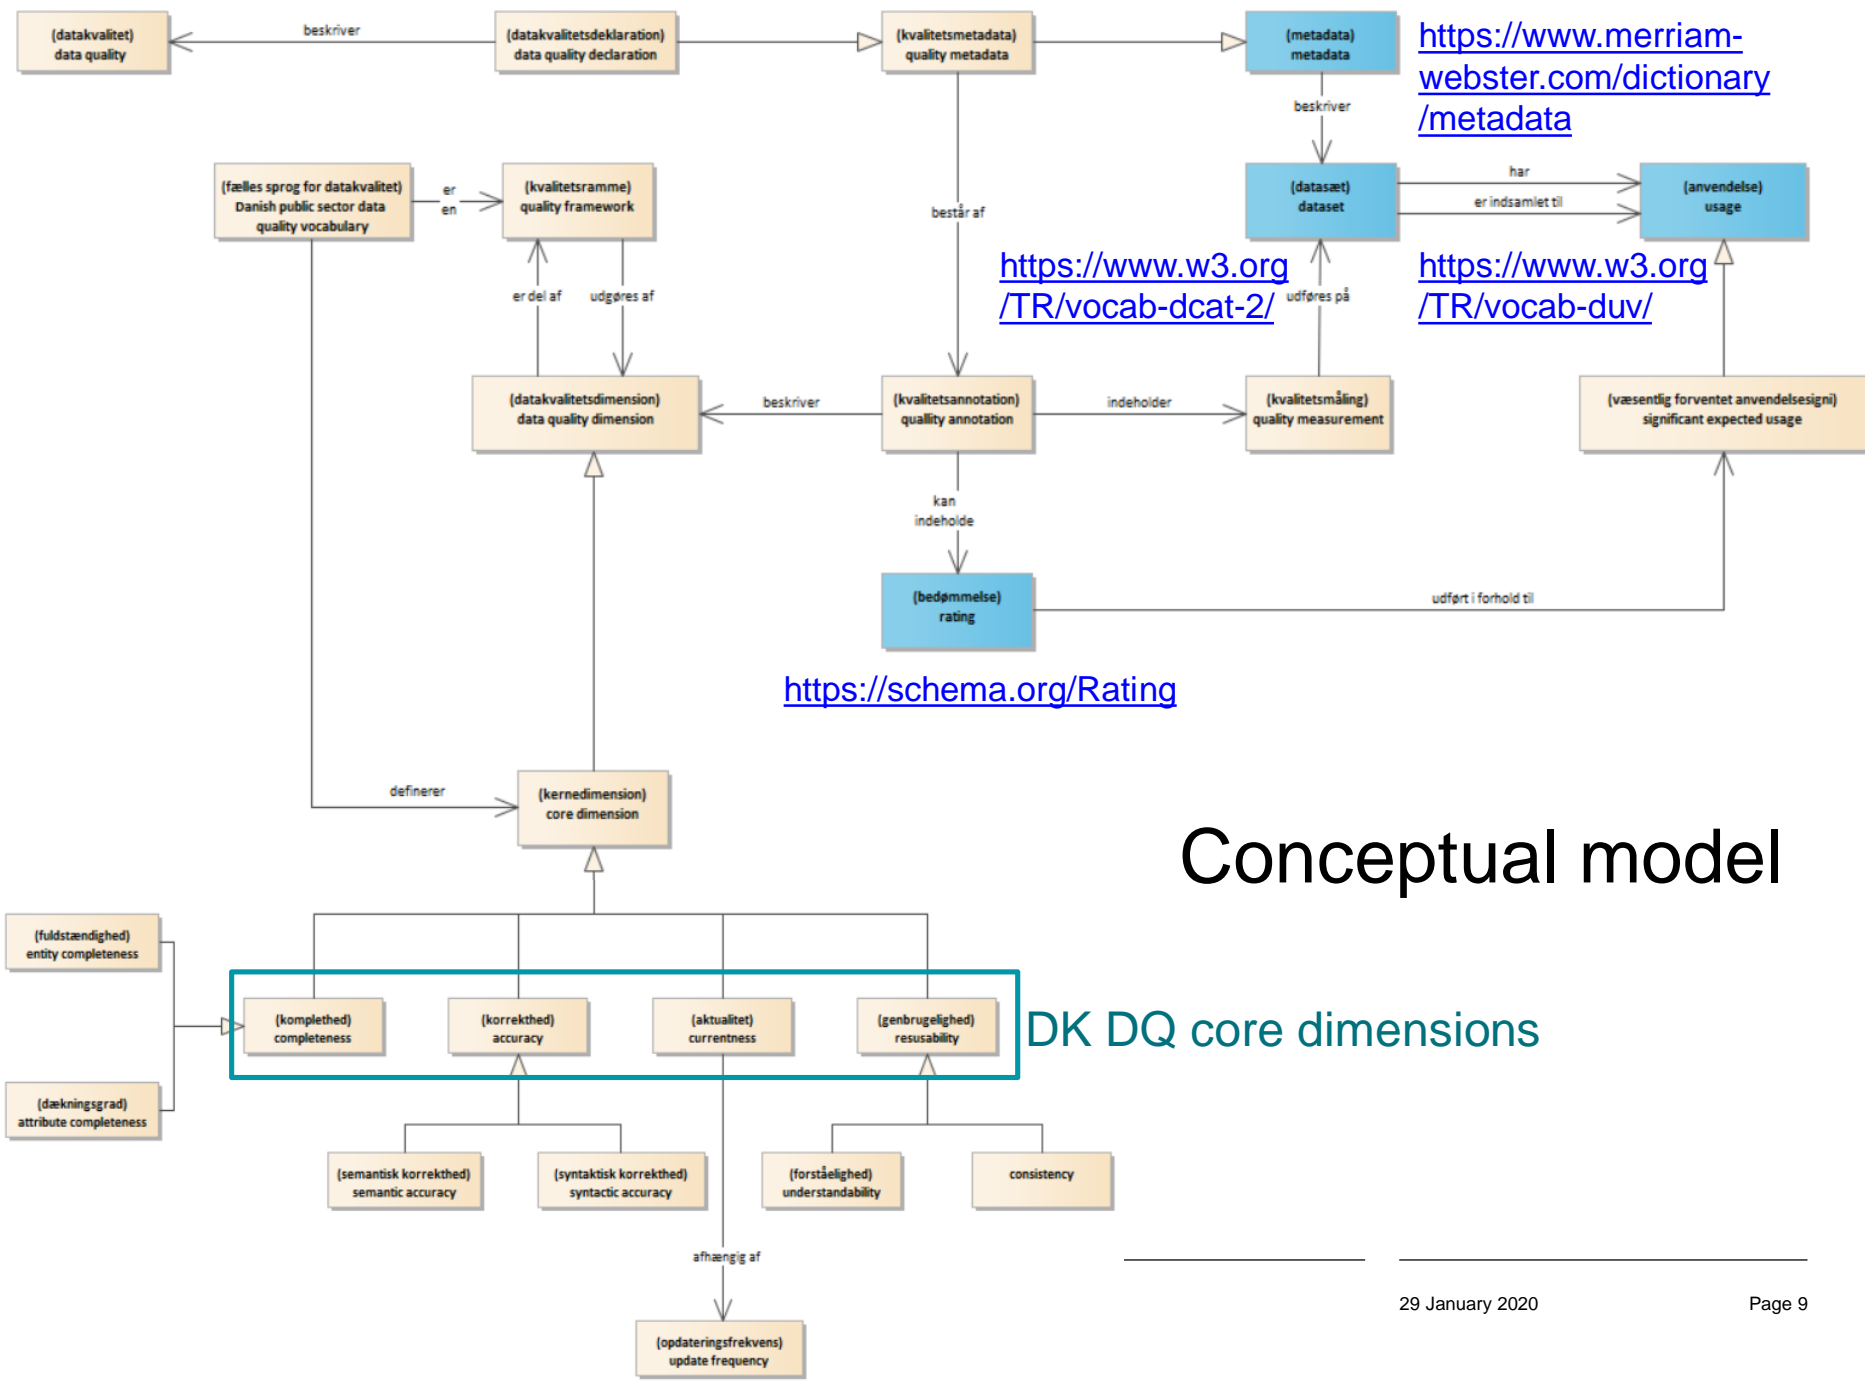 (datakvalitet)
data quality
beskriver
(datakvalitetsdeklaration)
data quality declaration
(kvalitetsmetadata)
quality metadata
(metadata)
metadata
https://www.merriam-
webster.com/dictionary
/metadata
beskriver
(fælles sprog for datakvalitet)
Danish public sector data
quality vocabulary
er
en
(kvalitetsramme)
quality framework
består af
(datasæt)
dataset
har
er indsamlet til
(anvendelse)
usage
https://www.w3.org
/TR/vocab-dcat-2/
https://www.w3.org
/TR/vocab-duv/
er del af
udgøres af
udføres på
(datakvalitetsdimension)
data quality dimension
beskriver
(kvalitetsannotation)
quallity annotation
indeholder
(kvalitetsmåling)
quality measurement
(væsentlig forventet anvendelsesigni)
significant expected usage
kan
indeholde
(bedømmelse)
rating
udført i forhold til
https://schema.org/Rating
definerer
(kernedimension)
core dimension
Conceptual model
(fuldstændighed)
entity completeness
(komplethed)
completeness
(korrekthed)
accuracy
(aktualitet)
currentness
(genbrugelighed)
resusability
DK DQ core dimensions
(dækningsgrad)
attribute completeness
(semantisk korrekthed)
semantic accuracy
(syntaktisk korrekthed)
syntactic accuracy
(forståelighed)
understandability
consistency
afhængig af
(opdateringsfrekvens)
update frequency
29 January 2020
Page 9